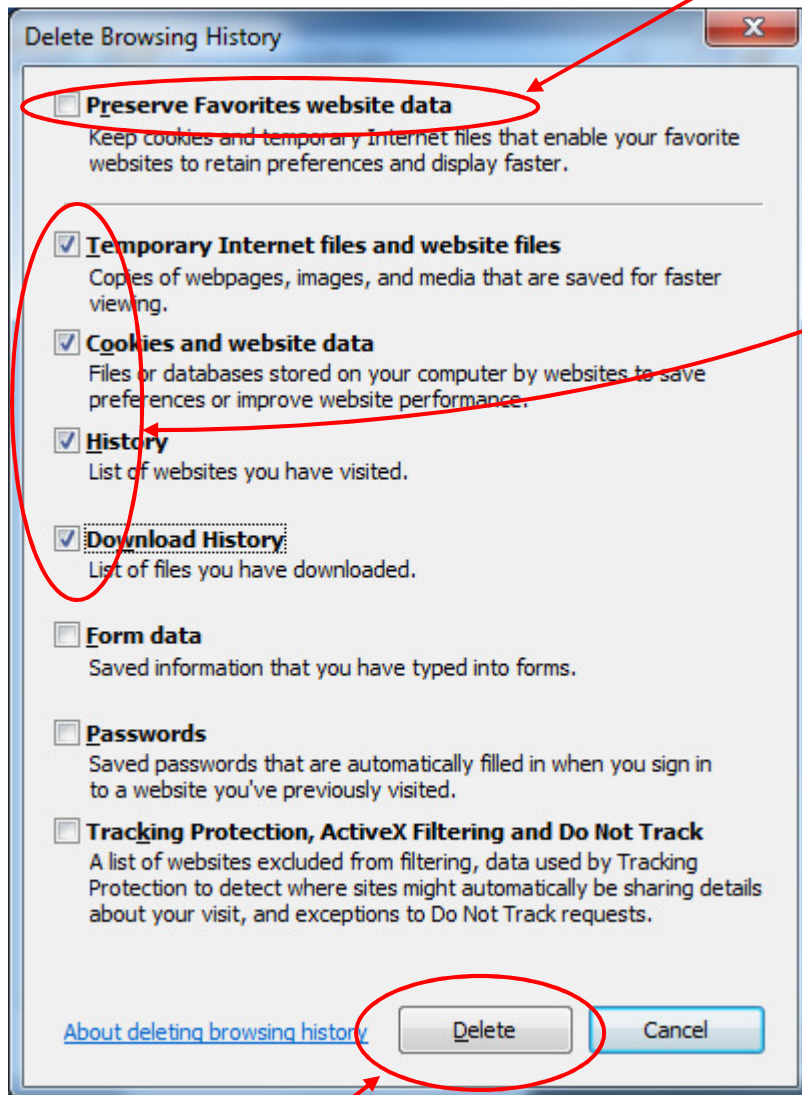 Delete Browsing History
X
Preserve Favorites website data
Keep cookies and temporary Internet files that enable your favorite
websites to retain preferences and display faster.
Temporary Internet files and website files
Copies of webpages, images, and media that are saved for faster
viewing.
Cookies and website data
Files or databases stored on your computer by websites to save
preferences or improve website performance.
History
List of websites you have visited.
Download History
List of files you have downloaded.
Form data
Saved information that you have typed into forms.
Passwords
Saved passwords that are automatically filled in when you sign in
to a website you've previously visited.
Tracking Protection, ActiveX Filtering and Do Not Track
A list of websites excluded from filtering, data used by Tracking
Protection to detect where sites might automatically be sharing details
about your visit, and exceptions to Do Not Track requests.
About deleting browsing history Delete Cancel